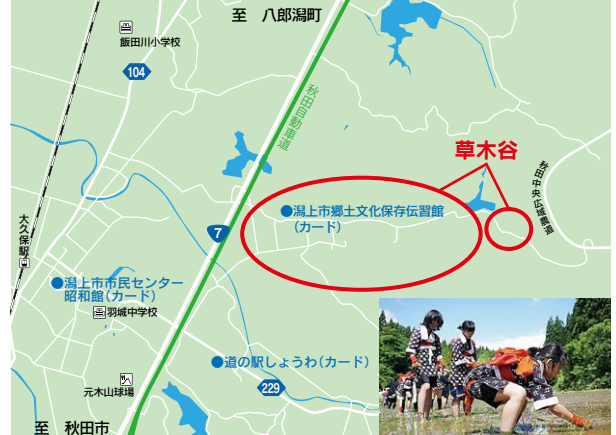 至 八郎潟町
飯田川小学校
104
秋田自動車道
草木谷
秋田中央広域農道
●潟上市郷土文化保存伝習館
（カード）
7
大久保駅
●潟上市市民センター
昭和館（カード）
羽城中学校
●道の駅しょうわ（カード）
229
元木山球場
至 秋田市